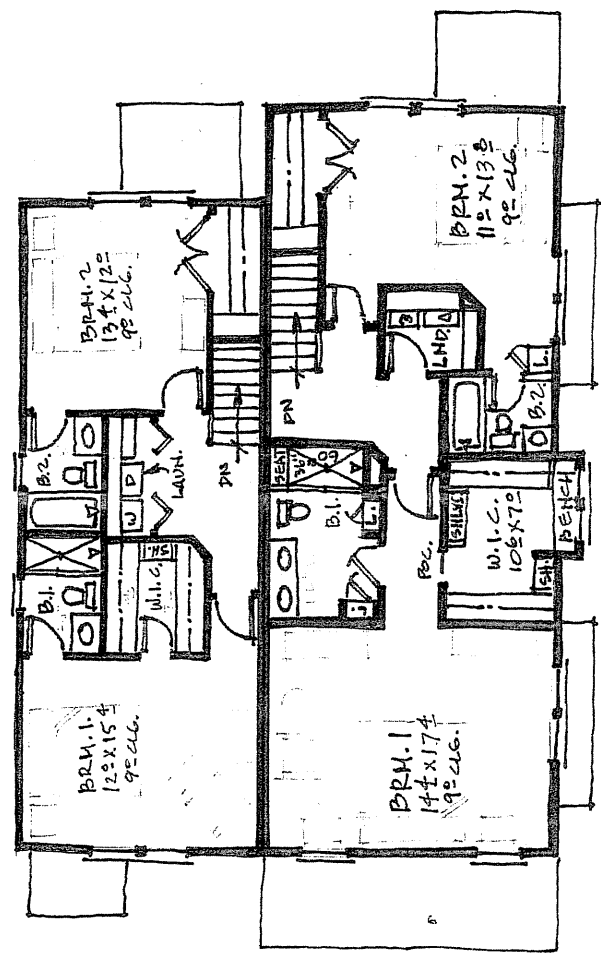 BRM. 2
13⁴ x 12⁰
9⁰ CLG.
B.2.
W
D
LAUN.
DN
B.1.
W.I.C.
SH.
BRM. 1.
12⁰ x 15⁴
9⁰ CLG.
BRM. 2
11⁰ x 13⁸
9⁰ CLG.
W
D
LND.
L.
B.2.
DN
SEAT
36"
60
B.1.
L.
POC.
SHLVS
W.I.C.
10⁶ x 7⁰
SH.
BENCH
BRM. 1
14⁴ x 17⁴
9⁰ CLG.